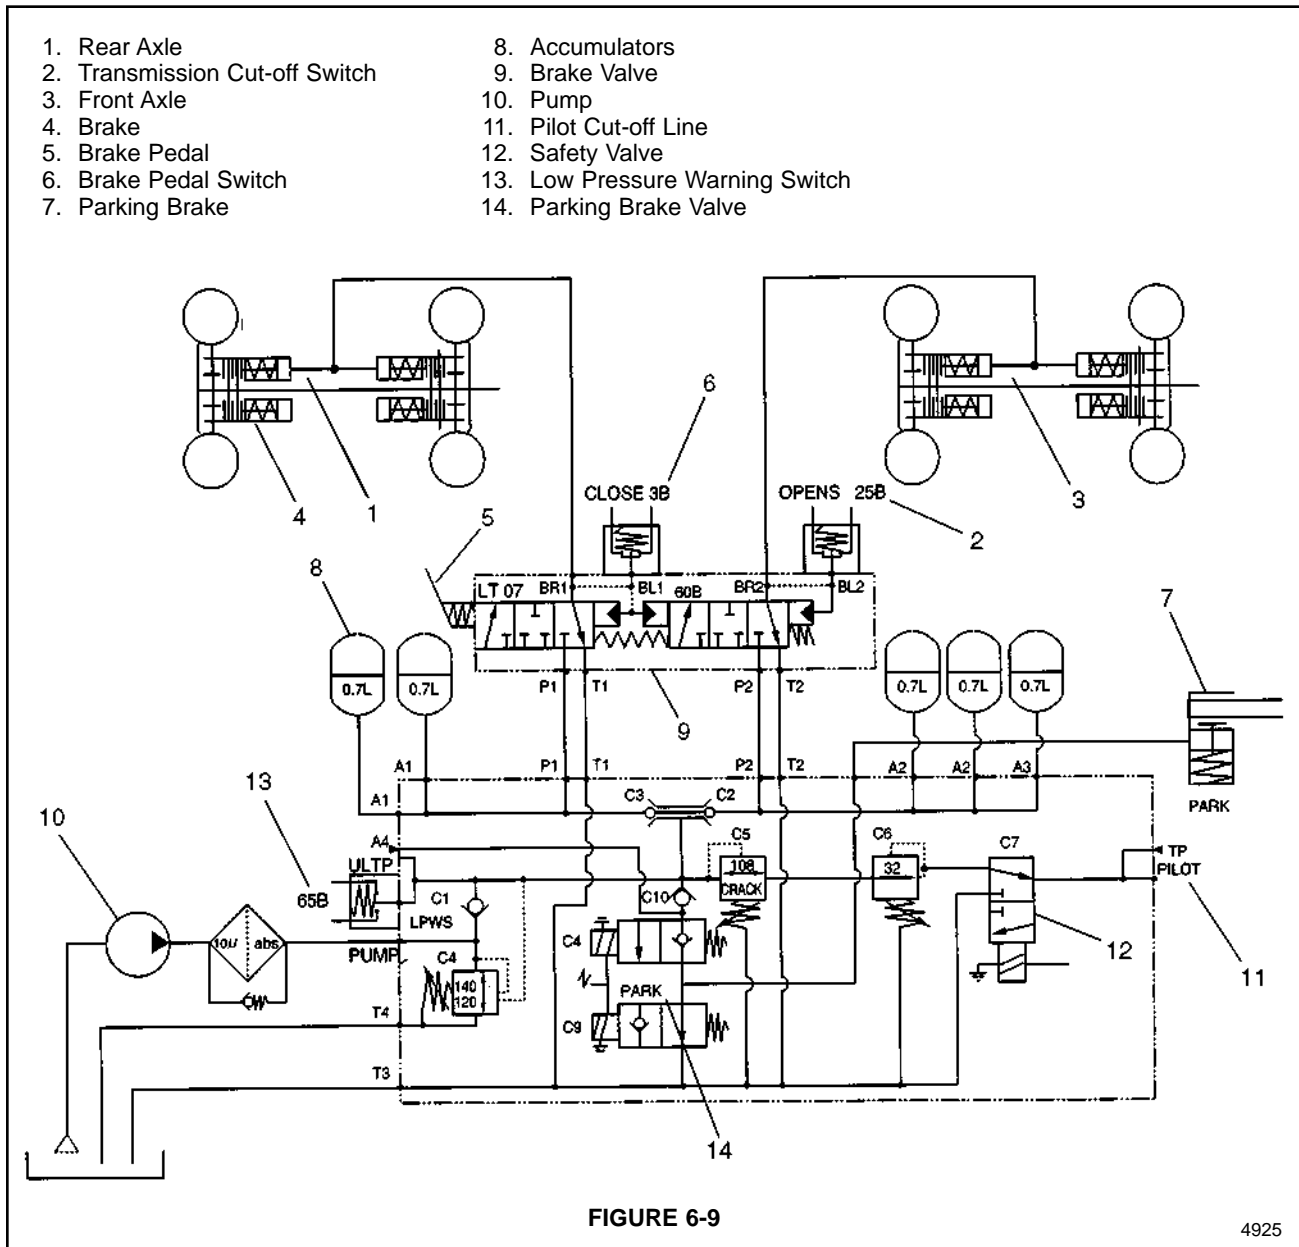 1. Rear Axle
2. Transmission Cut-off Switch
3. Front Axle
4. Brake
5. Brake Pedal
6. Brake Pedal Switch
7. Parking Brake
8. Accumulators
9. Brake Valve
10. Pump
11. Pilot Cut-off Line
12. Safety Valve
13. Low Pressure Warning Switch
14. Parking Brake Valve
6
CLOSE 3B
OPENS 25B
4
1
5
2
3
8
LT 07
BR1
BL1
60B
BR2
BL2
7
0.7L
0.7L
0.7L
0.7L
0.7L
P1
T1
P2
T2
9
A1
P1
T1
P2
T2
A2
A2
A3
PARK
13
A1
C3
C2
10
A4
C5
C6
C7
ULTP
108
32
TP
PILOT
65B
C1
C10
CRACK
LPWS
10µ
abs
PUMP
C4
C4
12
11
140
120
PARK
T4
C9
T3
14
FIGURE 6-9
4925